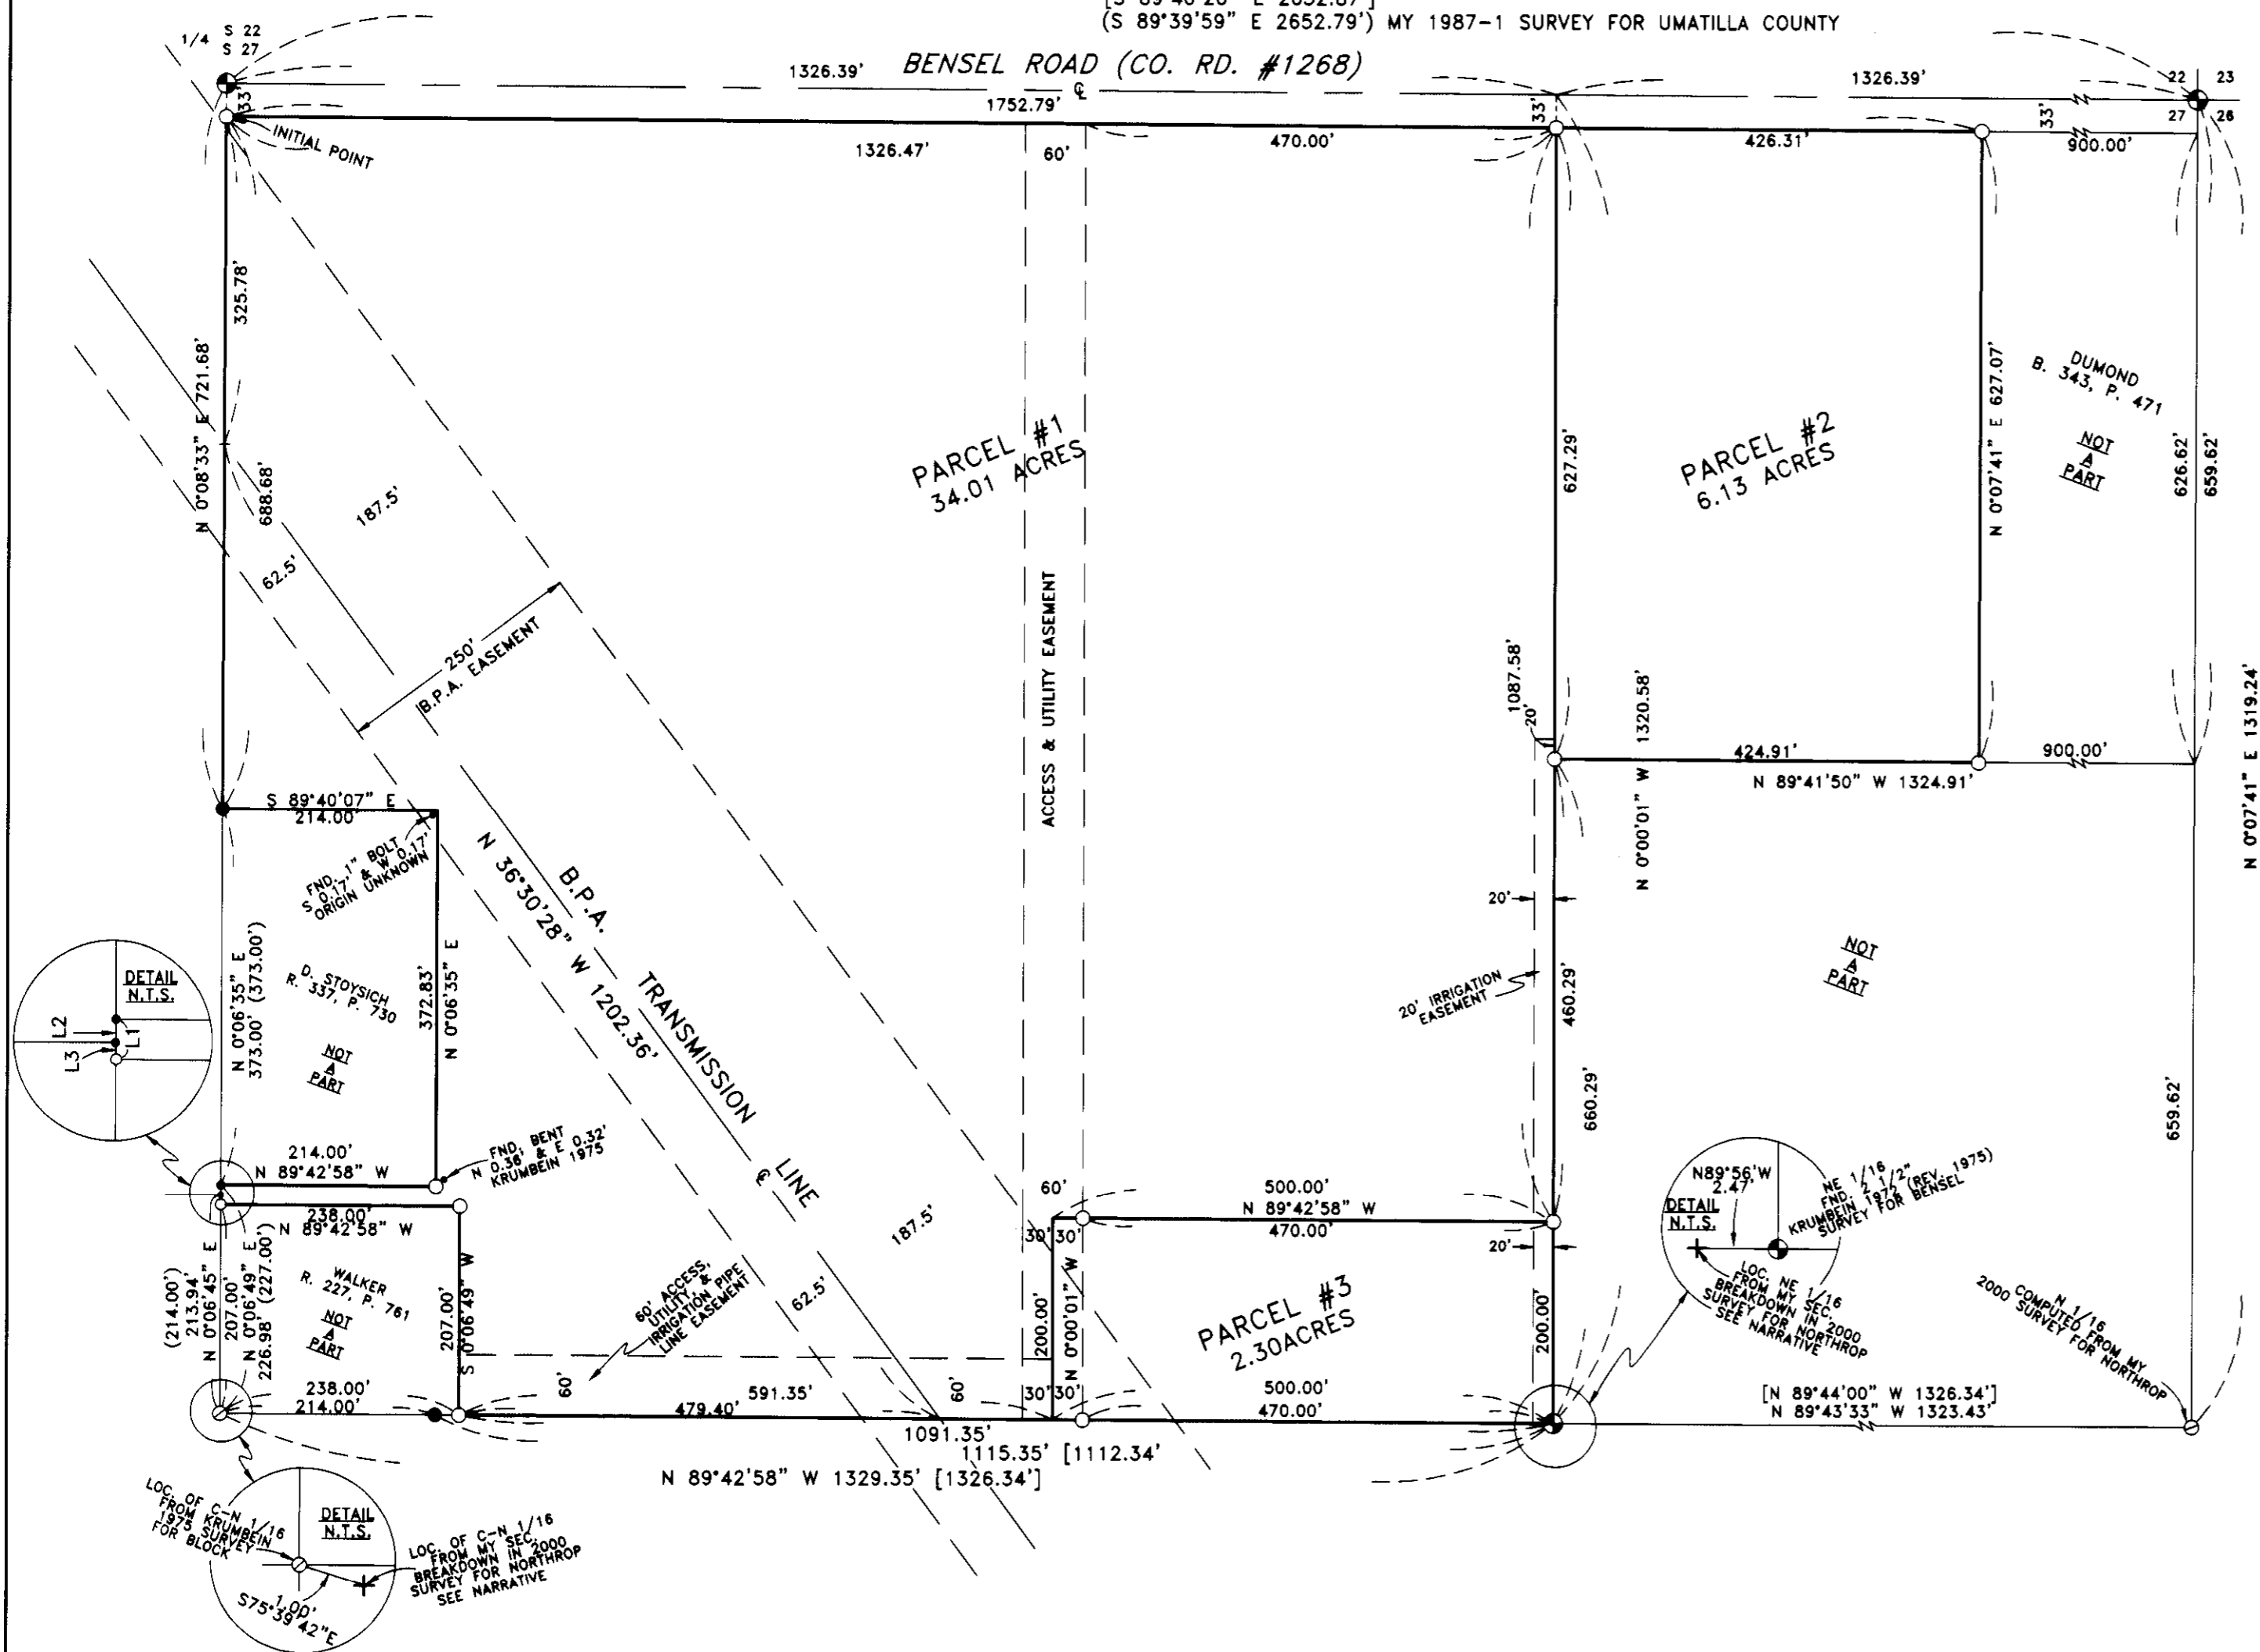 (S 89°39'59" E 2652.79') MY 1987-1 SURVEY FOR UMATILLA COUNTY
1/4 S 22
S 27
1326.39'
BENSEL ROAD (CO. RD. #1268)
1326.39'
22 23
27 26
33'
1752.79'
℄
33'
33'
INITIAL POINT
1326.47'
60'
470.00'
426.31'
900.00'
325.78'
N 0°08'33" E 721.68'
688.68'
187.5'
62.5'
250'
B.P.A. EASEMENT
PARCEL #1
34.01 ACRES
ACCESS & UTILITY EASEMENT
627.29'
PARCEL #2
6.13 ACRES
N 0°07'41" E 627.07'
DUMOND
B. 343, P. 471
NOT
A
PART
626.62'
659.62'
1087.58'
20'
N 0°00'01" W 1320.58'
424.91'
900.00'
N 89°41'50" W 1324.91'
N 0°07'41" E 1319.24'
S 89°40'07" E
214.00'
FND. 1" BOLT
S 0.17' & W 0.17'
ORIGIN UNKNOWN
B.P.A. TRANSMISSION LINE
℄
N 36°30'28" W 1202.36'
DETAIL
N.T.S.
L2
L3
L1
N 0°06'35" E
373.00' (373.00')
D. STOYSICH
R. 337, P. 730
NOT
A
PART
372.83'
N 0°06'35" E
20'
20' IRRIGATION
EASEMENT
460.29'
660.29'
NOT
A
PART
659.62'
214.00'
N 89°42'58" W
FND. BENT
N 0.36' & E 0.32'
KRUMBEIN 1975
238.00'
N 89°42'58" W
(214.00')
213.94'
N 0°06'45" E
207.00'
N 0°06'49" E
226.98' (227.00')
WALKER
R. 227, P. 761
NOT
A
PART
207.00'
S 0°06'49" W
60' ACCESS,
UTILITY, &
IRRIGATION PIPE
LINE EASEMENT
187.5'
62.5'
60'
500.00'
N 89°42'58" W
30' 30'
470.00'
20'
200.00'
N 0°00'01" W
PARCEL #3
2.30ACRES
200.00'
N89°56'W
2.47'
DETAIL
N.T.S.
NE 1/16
FND. 2 1/2"
KRUMBEIN 1972 (REV. 1975)
SURVEY FOR BENSEL
LOC. NE 1/16
FROM MY SEC.
BREAKDOWN IN 2000
SURVEY FOR NORTHROP
SEE NARRATIVE
N 1/16
COMPUTED FROM MY
2000 SURVEY FOR NORTHROP
238.00'
214.00'
60'
591.35'
479.40'
60'
30' 30'
500.00'
470.00'
[N 89°44'00" W 1326.34']
N 89°43'33" W 1323.43'
1091.35'
1115.35' [1112.34'
N 89°42'58" W 1329.35' [1326.34']
LOC. OF C-N 1/16
FROM KRUMBEIN
1975 SURVEY
FOR BLOCK
DETAIL
N.T.S.
1.00'
S75°39'42"E
LOC. OF C-N 1/16
FROM MY SEC.
BREAKDOWN IN 2000
SURVEY FOR NORTHROP
SEE NARRATIVE